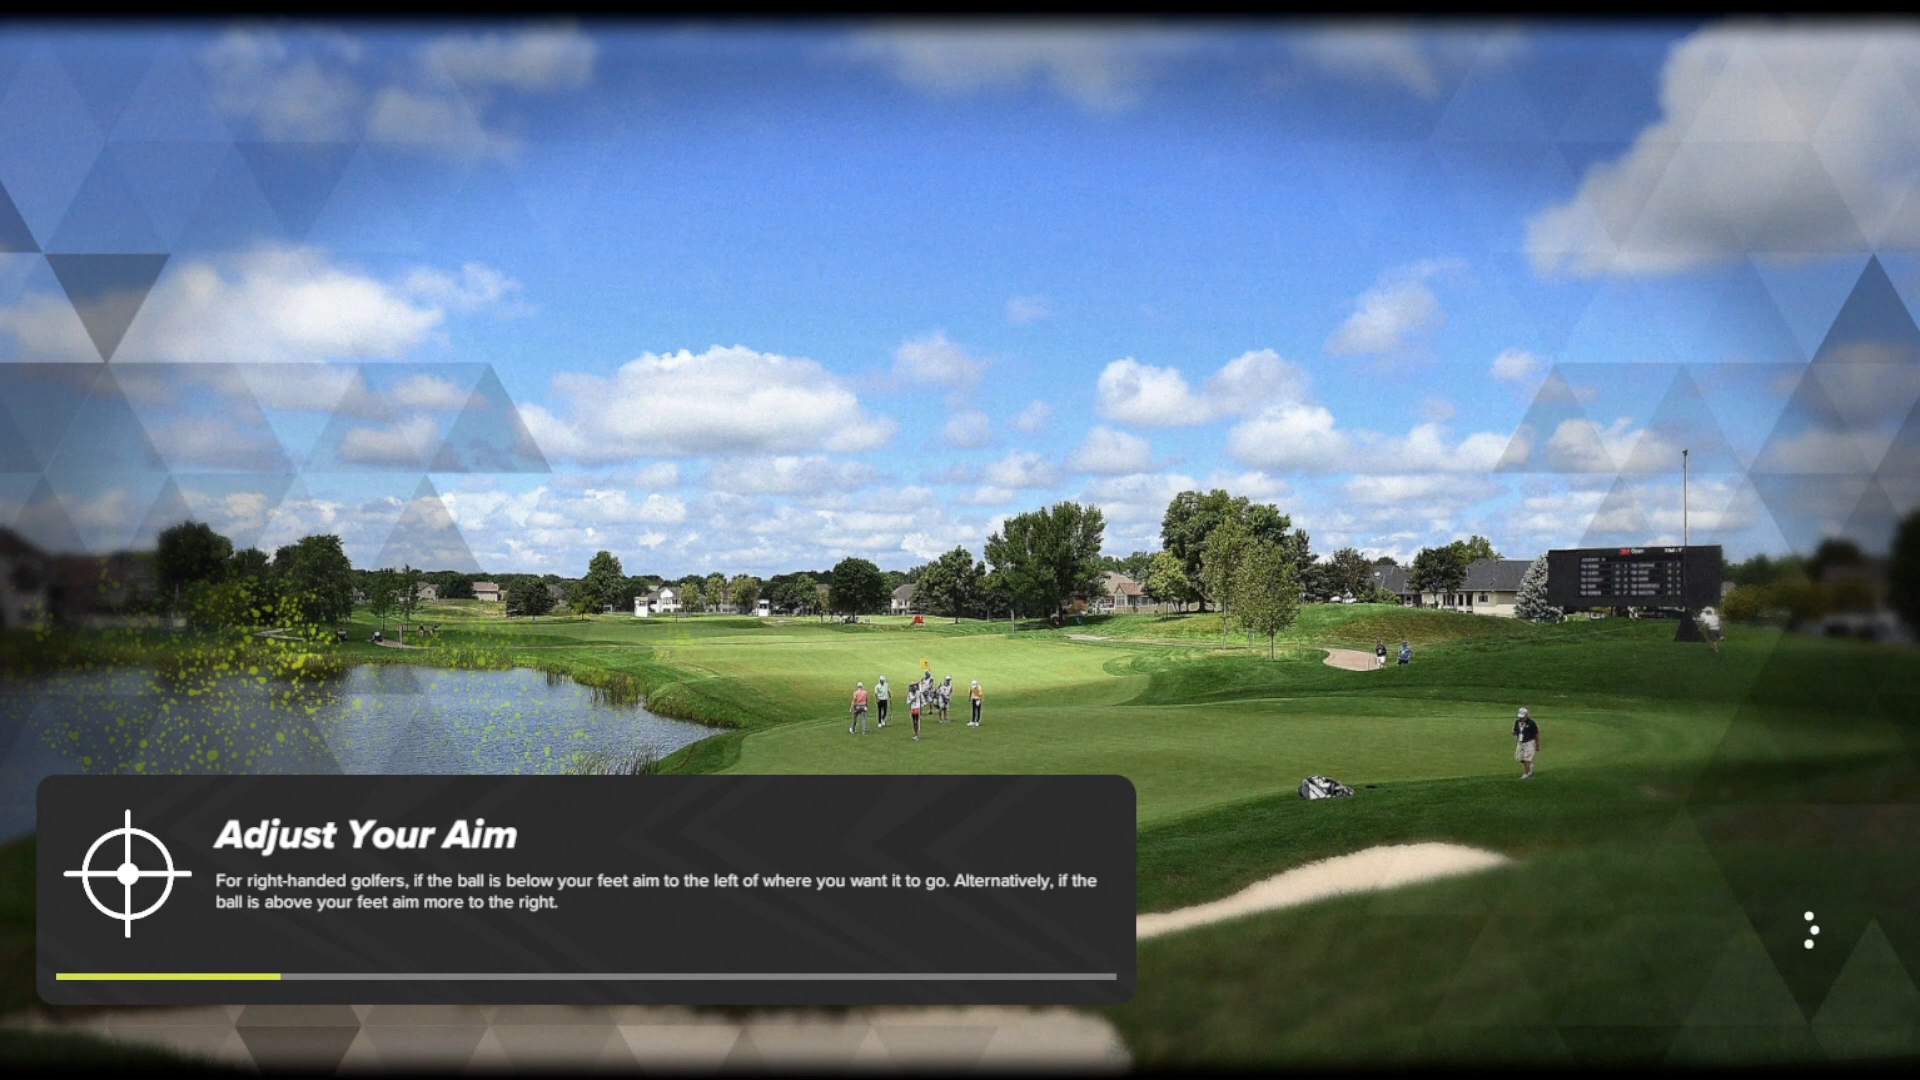 3M Open
Adjust Your Aim
For right-handed golfers, if the ball is below your feet aim to the left of where you want it to go. Alternatively, if the
ball is above your feet aim more to the right.